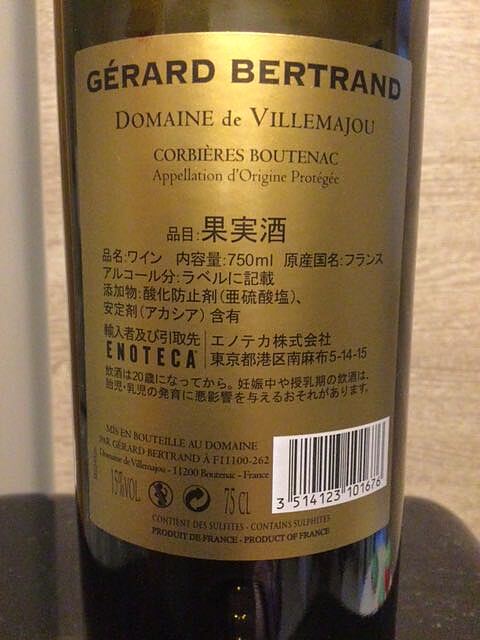 GÉRARD BERTRAND
DOMAINE de VILLEMAJOU
CORBIÈRES BOUTENAC
Appellation d'Origine Protégée
品目:果実酒
品名:ワイン 内容量:750ml 原産国名:フランス
アルコール分:ラベルに記載
添加物:酸化防止剤(亜硫酸塩)、
安定剤(アカシア)含有
輸入者及び引取先
ENOTECA
エノテカ株式会社
東京都港区南麻布5-14-15
飲酒は20歳になってから。妊娠中や授乳期の飲酒は、
胎児・乳児の発育に悪影響を与えるおそれがあります。
MIS EN BOUTEILLE AU DOMAINE
PAR GÉRARD BERTRAND À F11100-262
Domaine de Villemajou - 11200 Boutenac - France
15%VOL 75 CL
3 514123 101676
CONTIENT DES SULFITES - CONTAINS SULPHITES
PRODUIT DE FRANCE - PRODUCT OF FRANCE